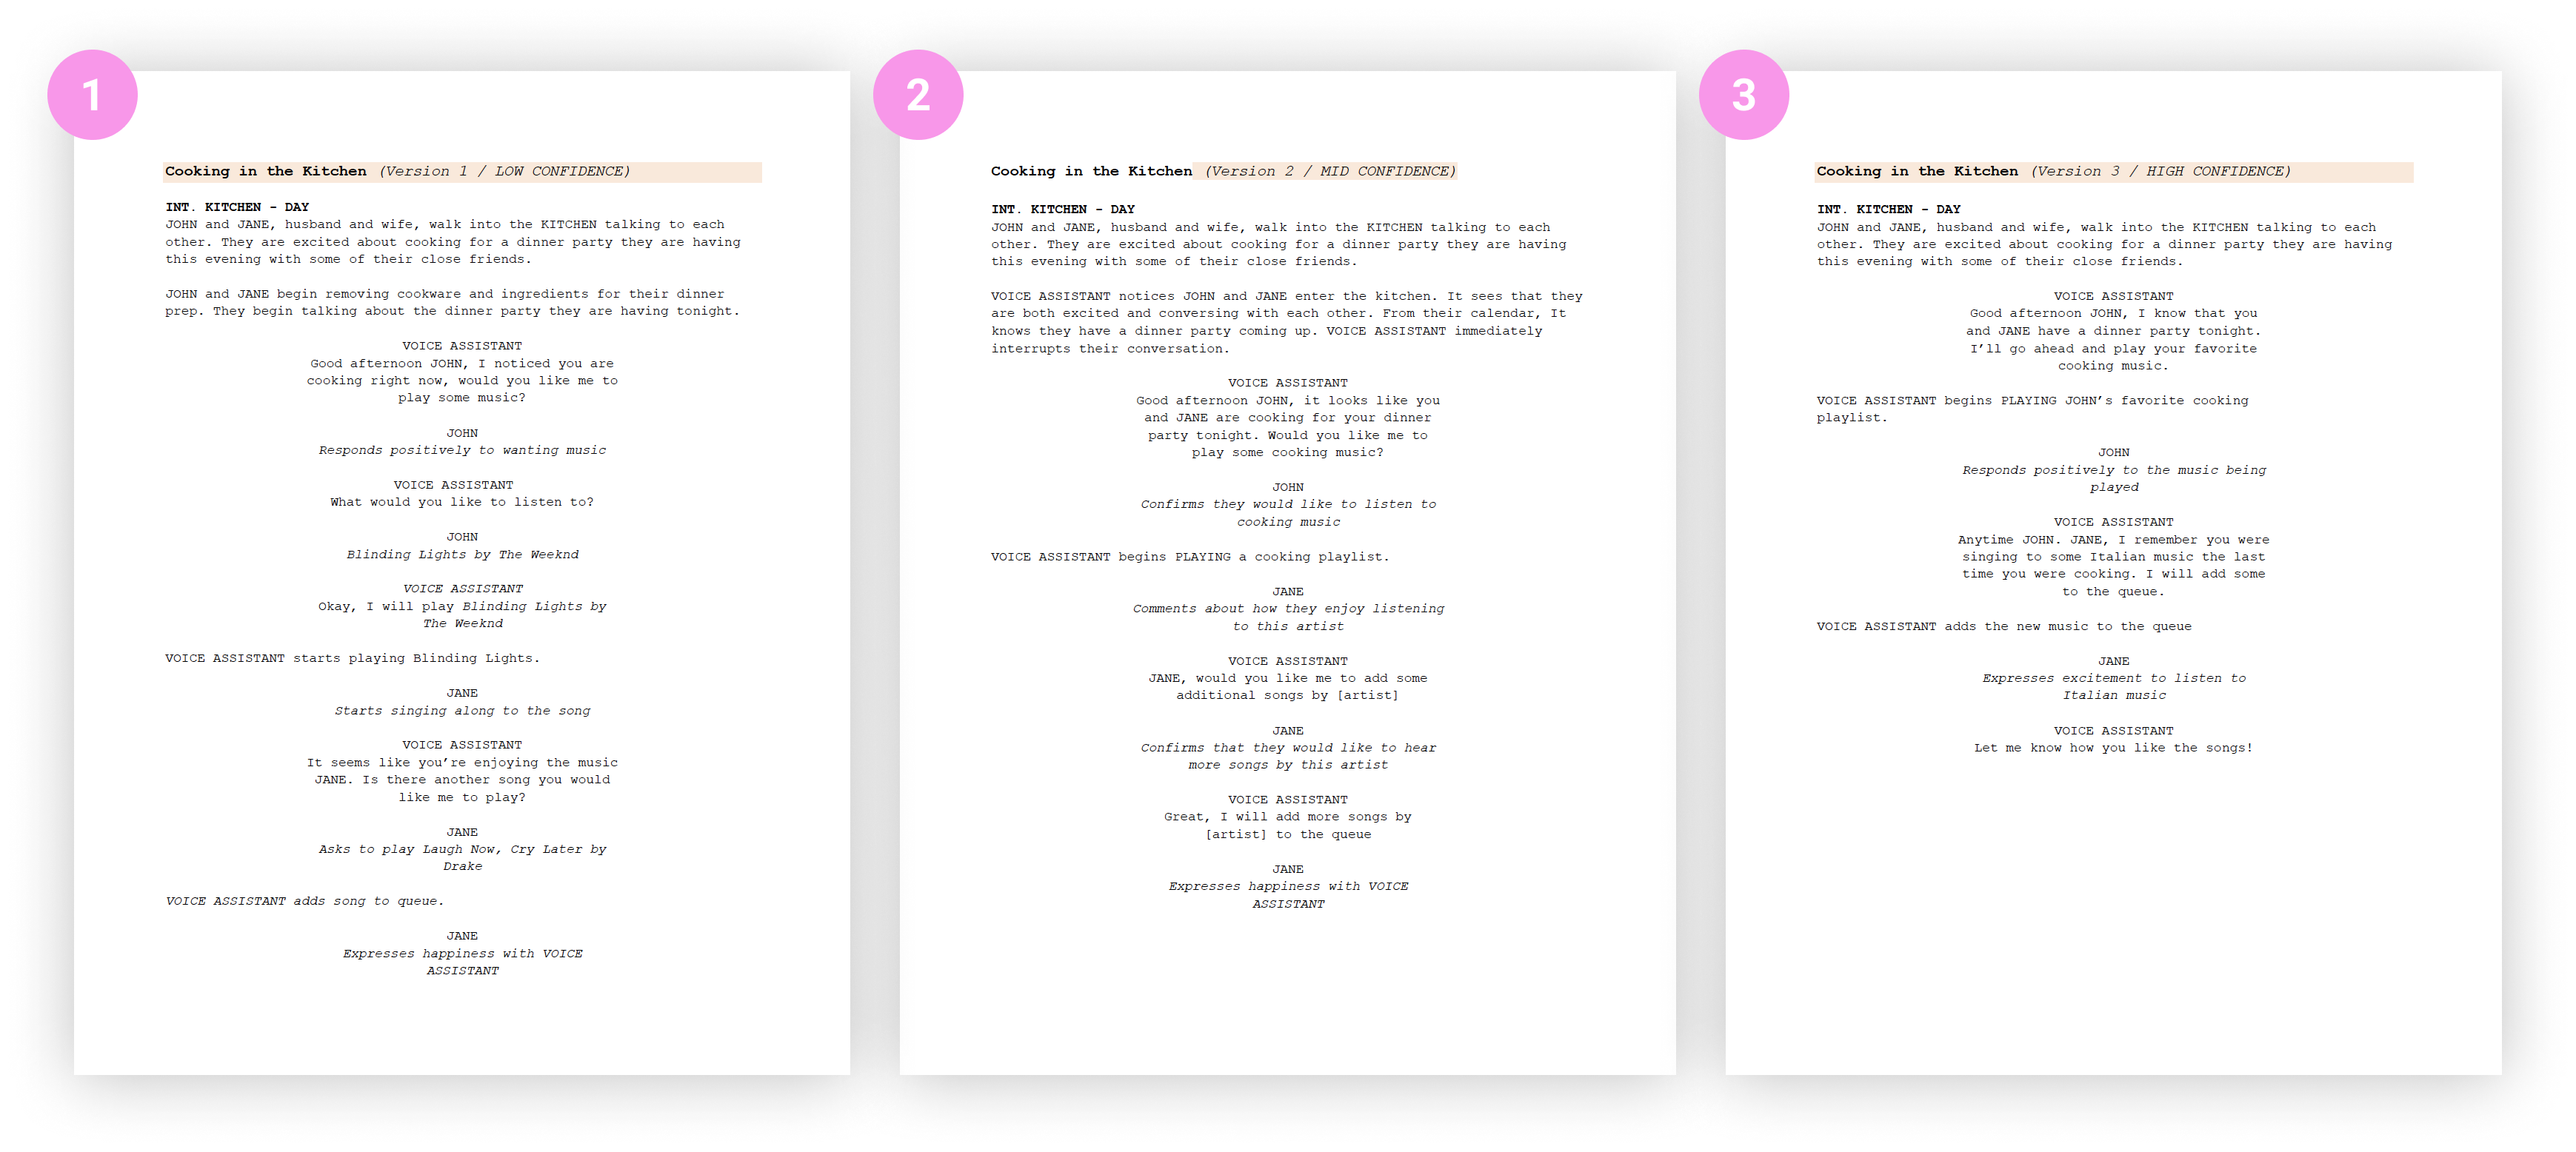 1
Cooking in the Kitchen (Version 1 / LOW CONFIDENCE)
INT. KITCHEN - DAY
JOHN and JANE, husband and wife, walk into the KITCHEN talking to each
other. They are excited about cooking for a dinner party they are having
this evening with some of their close friends.
JOHN and JANE begin removing cookware and ingredients for their dinner
prep. They begin talking about the dinner party they are having tonight.
VOICE ASSISTANT
Good afternoon JOHN, I noticed you are
cooking right now, would you like me to
play some music?
JOHN
Responds positively to wanting music
VOICE ASSISTANT
What would you like to listen to?
JOHN
Blinding Lights by The Weeknd
VOICE ASSISTANT
Okay, I will play Blinding Lights by
The Weeknd
VOICE ASSISTANT starts playing Blinding Lights.
JANE
Starts singing along to the song
VOICE ASSISTANT
It seems like you’re enjoying the music
JANE. Is there another song you would
like me to play?
JANE
Asks to play Laugh Now, Cry Later by
Drake
VOICE ASSISTANT adds song to queue.
JANE
Expresses happiness with VOICE
ASSISTANT
2
Cooking in the Kitchen (Version 2 / MID CONFIDENCE)
INT. KITCHEN - DAY
JOHN and JANE, husband and wife, walk into the KITCHEN talking to each
other. They are excited about cooking for a dinner party they are having
this evening with some of their close friends.
VOICE ASSISTANT notices JOHN and JANE enter the kitchen. It sees that they
are both excited and conversing with each other. From their calendar, It
knows they have a dinner party coming up. VOICE ASSISTANT immediately
interrupts their conversation.
VOICE ASSISTANT
Good afternoon JOHN, it looks like you
and JANE are cooking for your dinner
party tonight. Would you like me to
play some cooking music?
JOHN
Confirms they would like to listen to
cooking music
VOICE ASSISTANT begins PLAYING a cooking playlist.
JANE
Comments about how they enjoy listening
to this artist
VOICE ASSISTANT
JANE, would you like me to add some
additional songs by [artist]
JANE
Confirms that they would like to hear
more songs by this artist
VOICE ASSISTANT
Great, I will add more songs by
[artist] to the queue
JANE
Expresses happiness with VOICE
ASSISTANT
3
Cooking in the Kitchen (Version 3 / HIGH CONFIDENCE)
INT. KITCHEN - DAY
JOHN and JANE, husband and wife, walk into the KITCHEN talking to each
other. They are excited about cooking for a dinner party they are having
this evening with some of their close friends.
VOICE ASSISTANT
Good afternoon JOHN, I know that you
and JANE have a dinner party tonight.
I’ll go ahead and play your favorite
cooking music.
VOICE ASSISTANT begins PLAYING JOHN’s favorite cooking
playlist.
JOHN
Responds positively to the music being
played
VOICE ASSISTANT
Anytime JOHN. JANE, I remember you were
singing to some Italian music the last
time you were cooking. I will add some
to the queue.
VOICE ASSISTANT adds the new music to the queue
JANE
Expresses excitement to listen to
Italian music
VOICE ASSISTANT
Let me know how you like the songs!